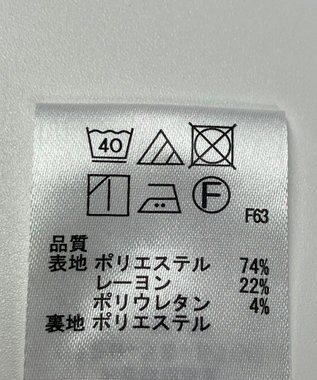 40
F
F63
品質
表地 ポリエステル 74%
レーヨン 22%
ポリウレタン 4%
裏地 ポリエステル